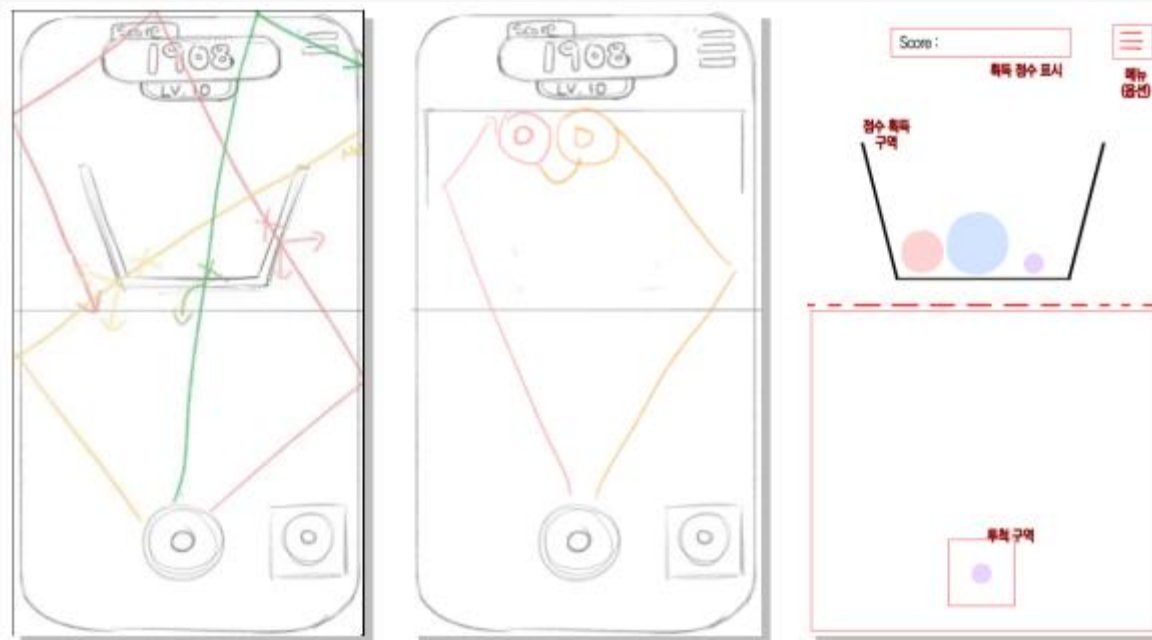 Score
1908
LV. 10
Score
1908
LV. 10
Score :
획득 점수 표시
메뉴
(옵션)
점수 획득
구역
투척 구역